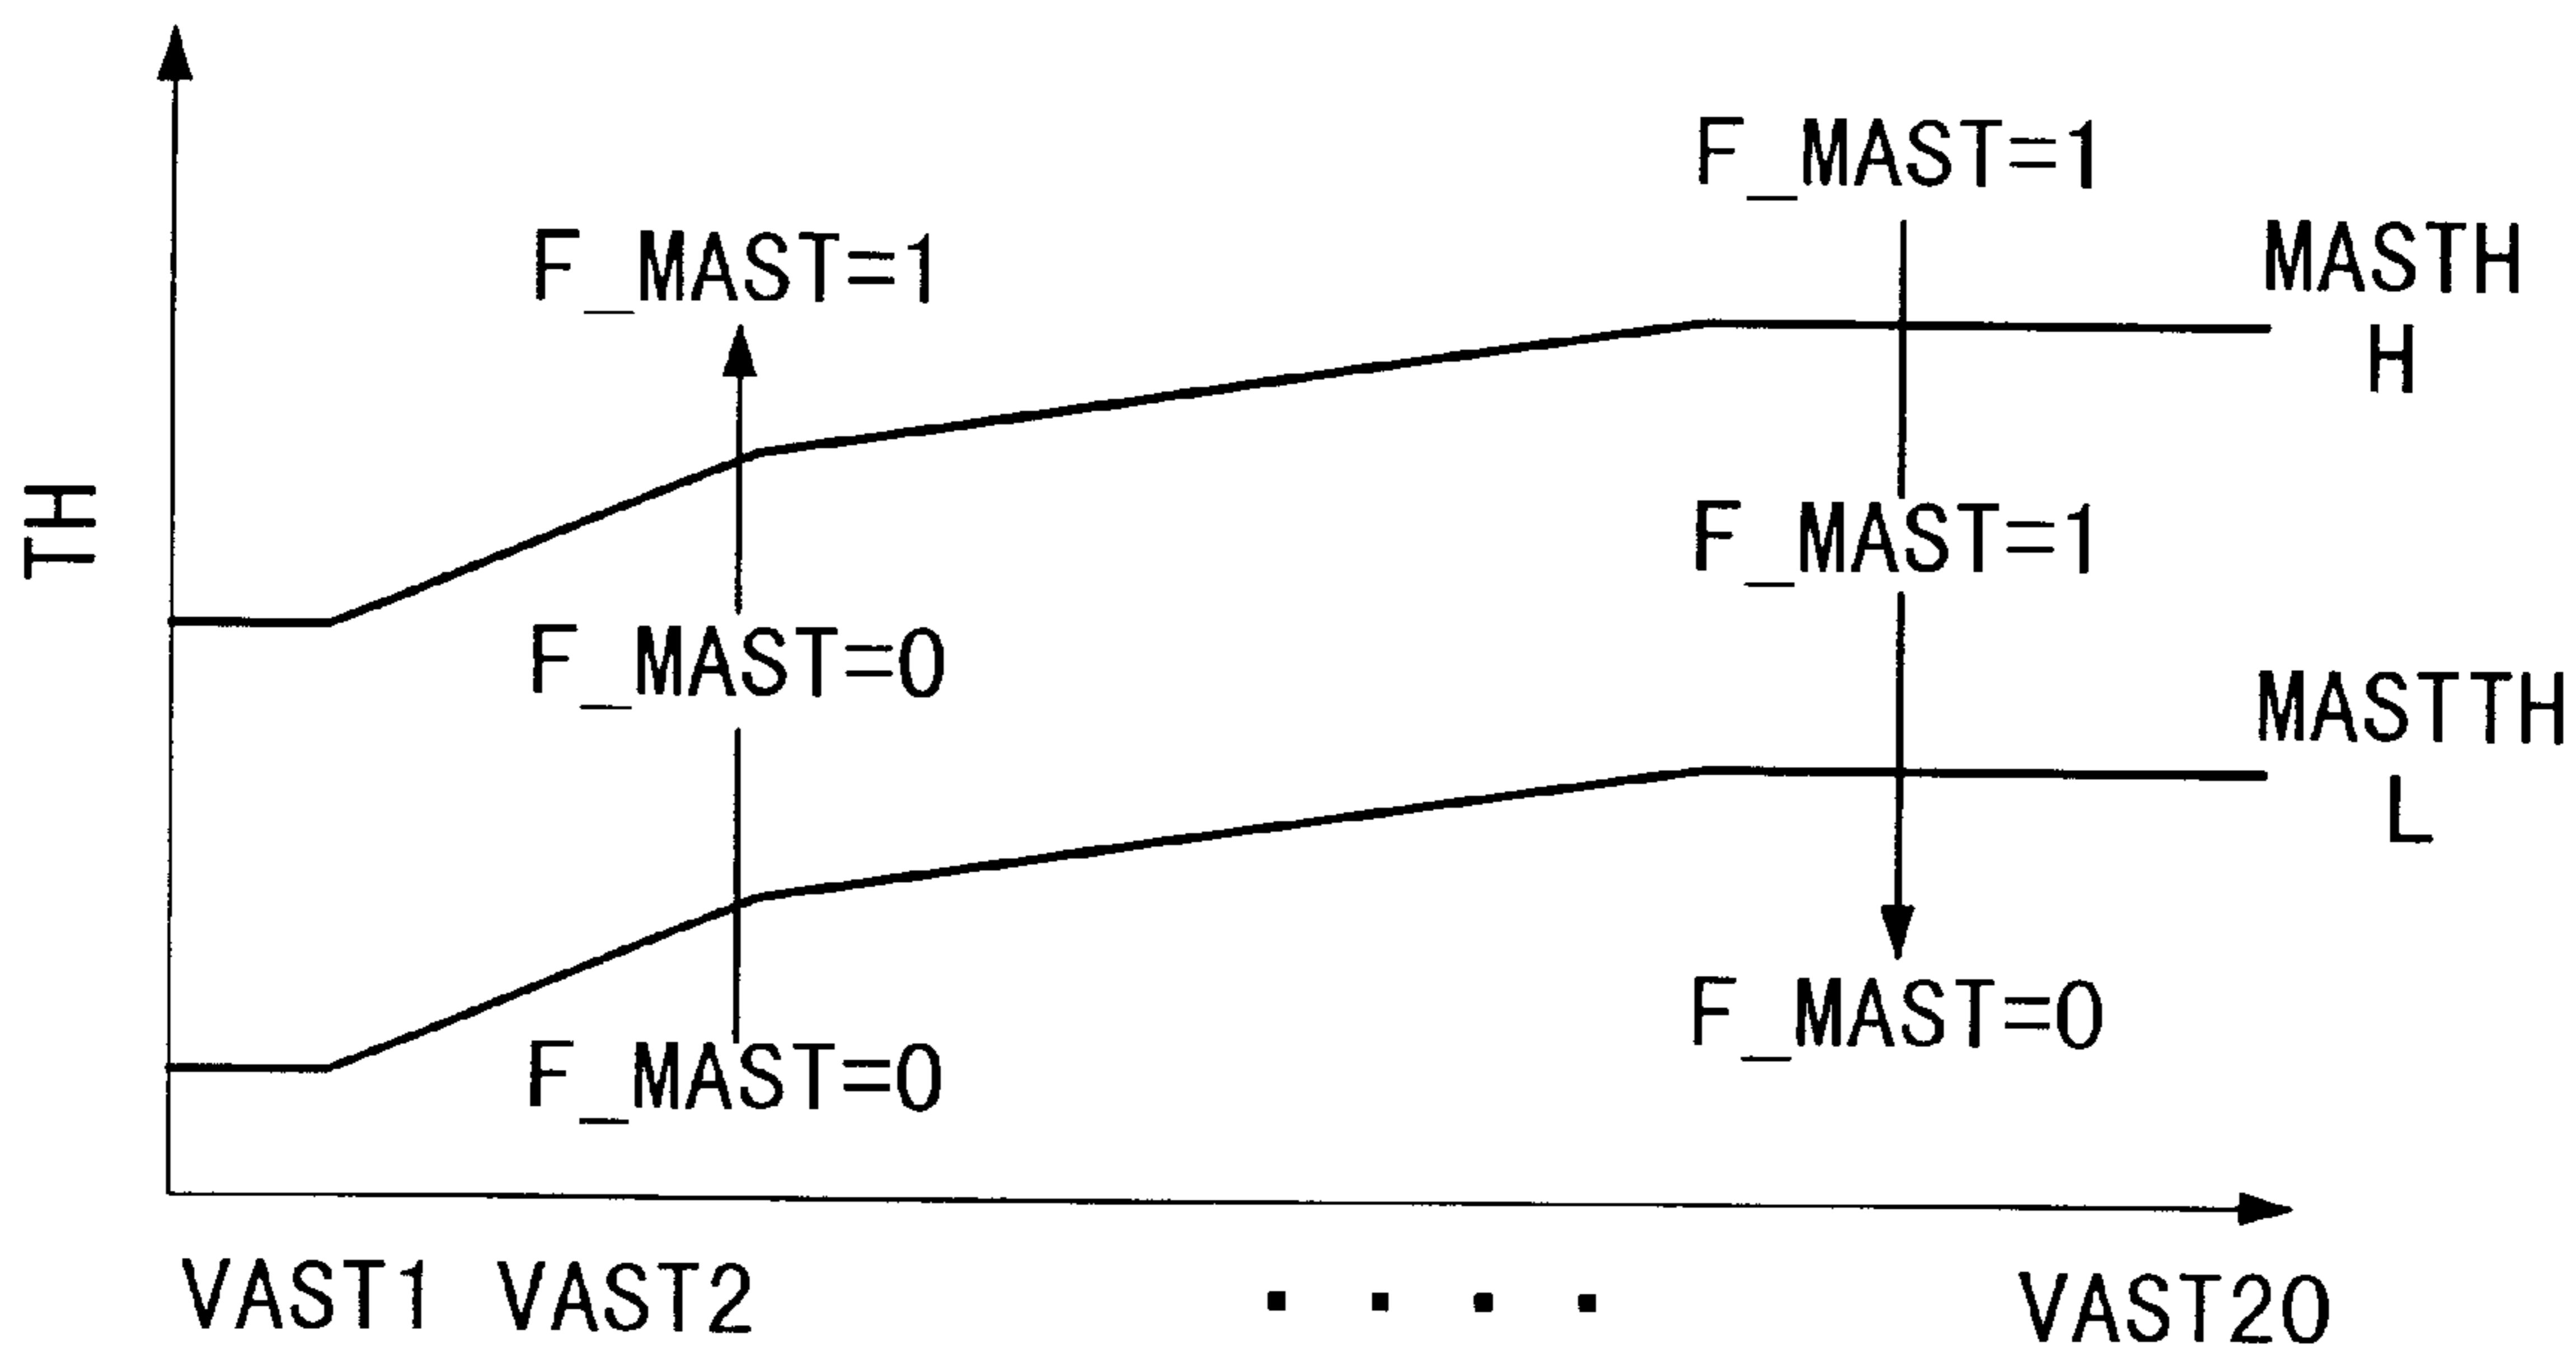 F_MAST=1
MASTH
H
F_MAST=1
TH
F_MAST=1
F_MAST=0
MASTTH
L
F_MAST=0
F_MAST=0
VAST1 VAST2 . . . . VAST20